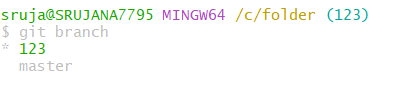 sruja@SRUJANA7795 MINGW64 /c/folder (123)
$ git branch
* 123
  master